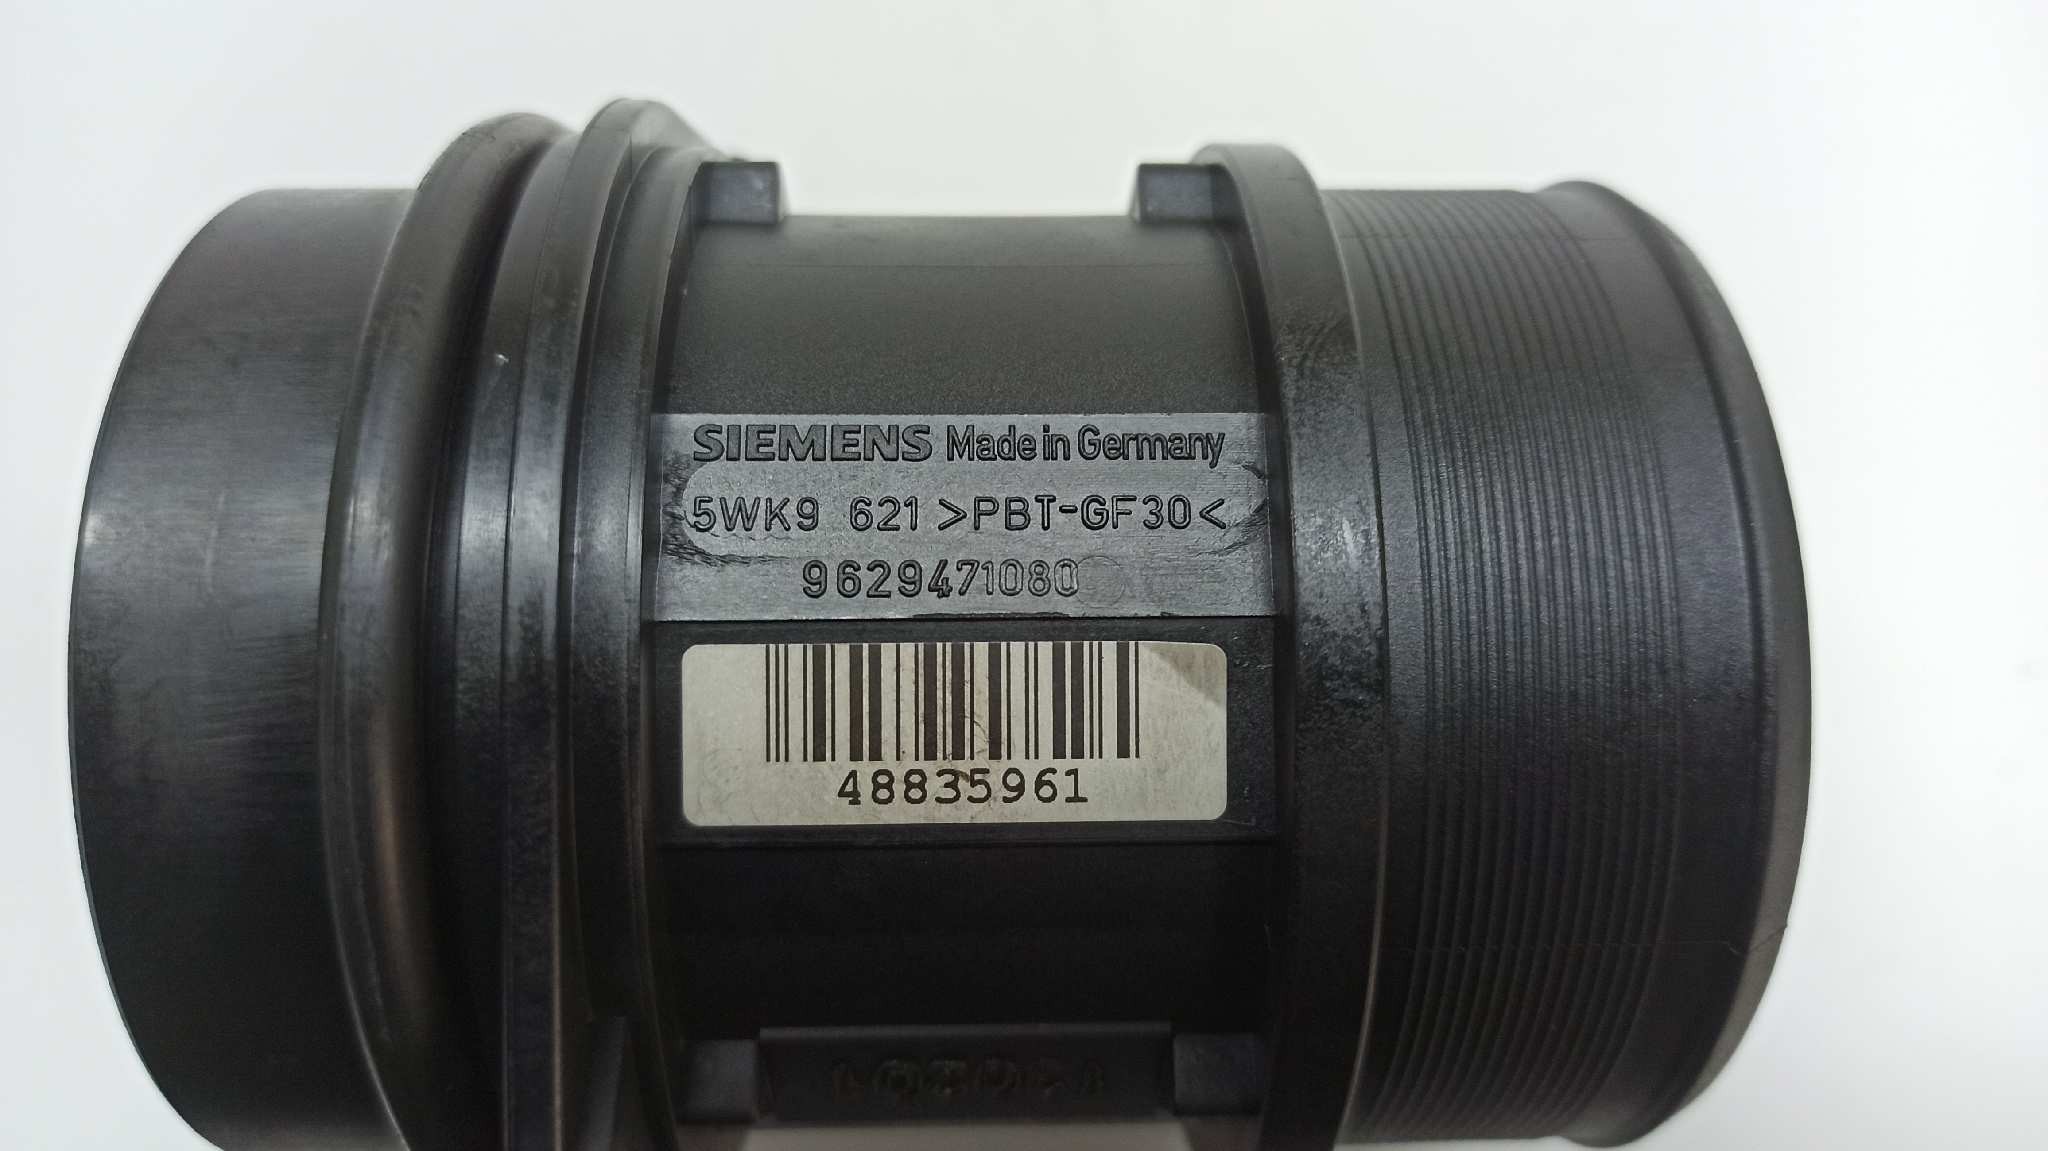 SIEMENS Made in Germany
5WK9 621 >PBT-GF30<
9629471080
48835961